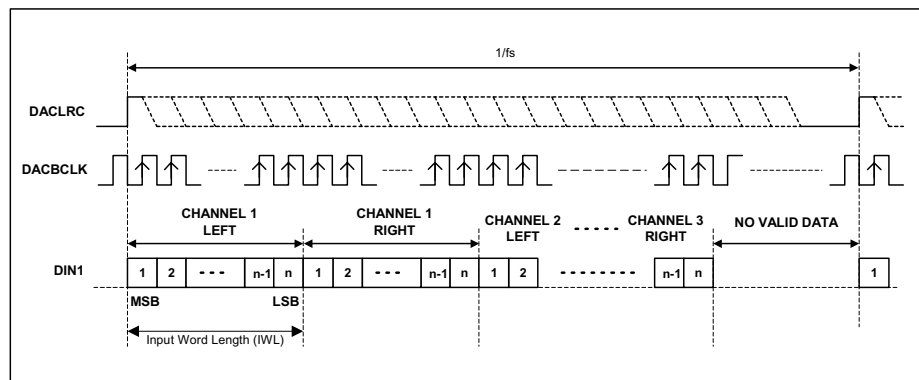 1/fs
DACLRC
DACBCLK
CHANNEL 1 LEFT
CHANNEL 1 RIGHT
CHANNEL 2 LEFT
CHANNEL 3 RIGHT
NO VALID DATA
DIN1
1 2 n-1 n 1 2 n-1 n 1 2 n-1 n 1
MSB LSB
Input Word Length (IWL)